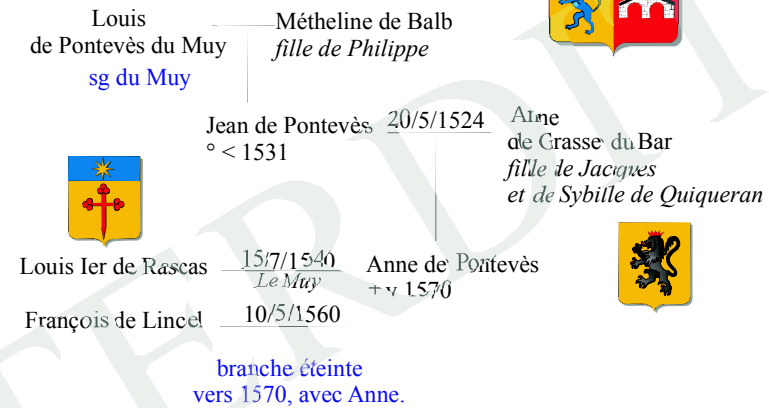 Louis
de Pontevès du Muy
Métheline de Balb
fille de Philippe
sg du Muy
Jean de Pontevès 20/5/1524
° < 1531
Anne
de Grasse du Bar
fille de Jacques
et de Sybille de Quiqueran
Louis Ier de Rascas 15/7/1540 Anne de Pontevès
Le Muy
+ v 1570
François de Lincel 10/5/1560
branche éteinte
vers 1570, avec Anne.